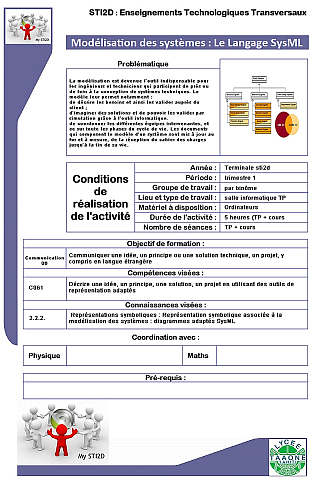 STI2D : Enseignements Technologiques Transversaux
My STI2D
Modélisation des systèmes : Le Langage SysML
Problématique
La modélisation est devenue l'outil indispensable pour
les ingénieur et techniciens qui participent de près ou
de loin à la conception de systèmes techniques. Le
modèle leur permet notamment :
de décrire les besoins et ainsi les valider auprès du
client ;
d'imaginer des solutions et de pouvoir les valider par
simulation grâce à l'outil informatique.
de coordonner les différentes équipes intervenantes, et
ce sur toute les phases du cycle de vie. Les documents
qui composent le modèle d'un système sont mis à jour au
fur et à mesure, de la réception du cahier des charges
jusqu'à la fin de sa vie.
Conditions
de
réalisation
de l'activité
Année : Terminale sti2d
Période : trimestre 1
Groupe de travail : par binôme
Lieu et type de travail : salle informatique TP
Matériel à disposition : Ordinateurs
Durée de l'activité : 5 heures (TP + cours
Nombre de séances : TP + cours
Objectif de formation :
Communication
Communiquer une idée, un principe ou une solution technique, un projet, y
compris en langue étrangère
Compétences visées :
Décrire une idée, un principe, une solution, un projet en utilisant des outils de
représentation adaptés
Connaissances visées :
2.2.2. Représentations symboliques : Représentation symbolique associée à la
modélisation des systèmes : diagrammes adaptés SysML
Coordination avec :
Physique
Maths
Pré-requis :
My STI2D
LYCEE
TAAONE